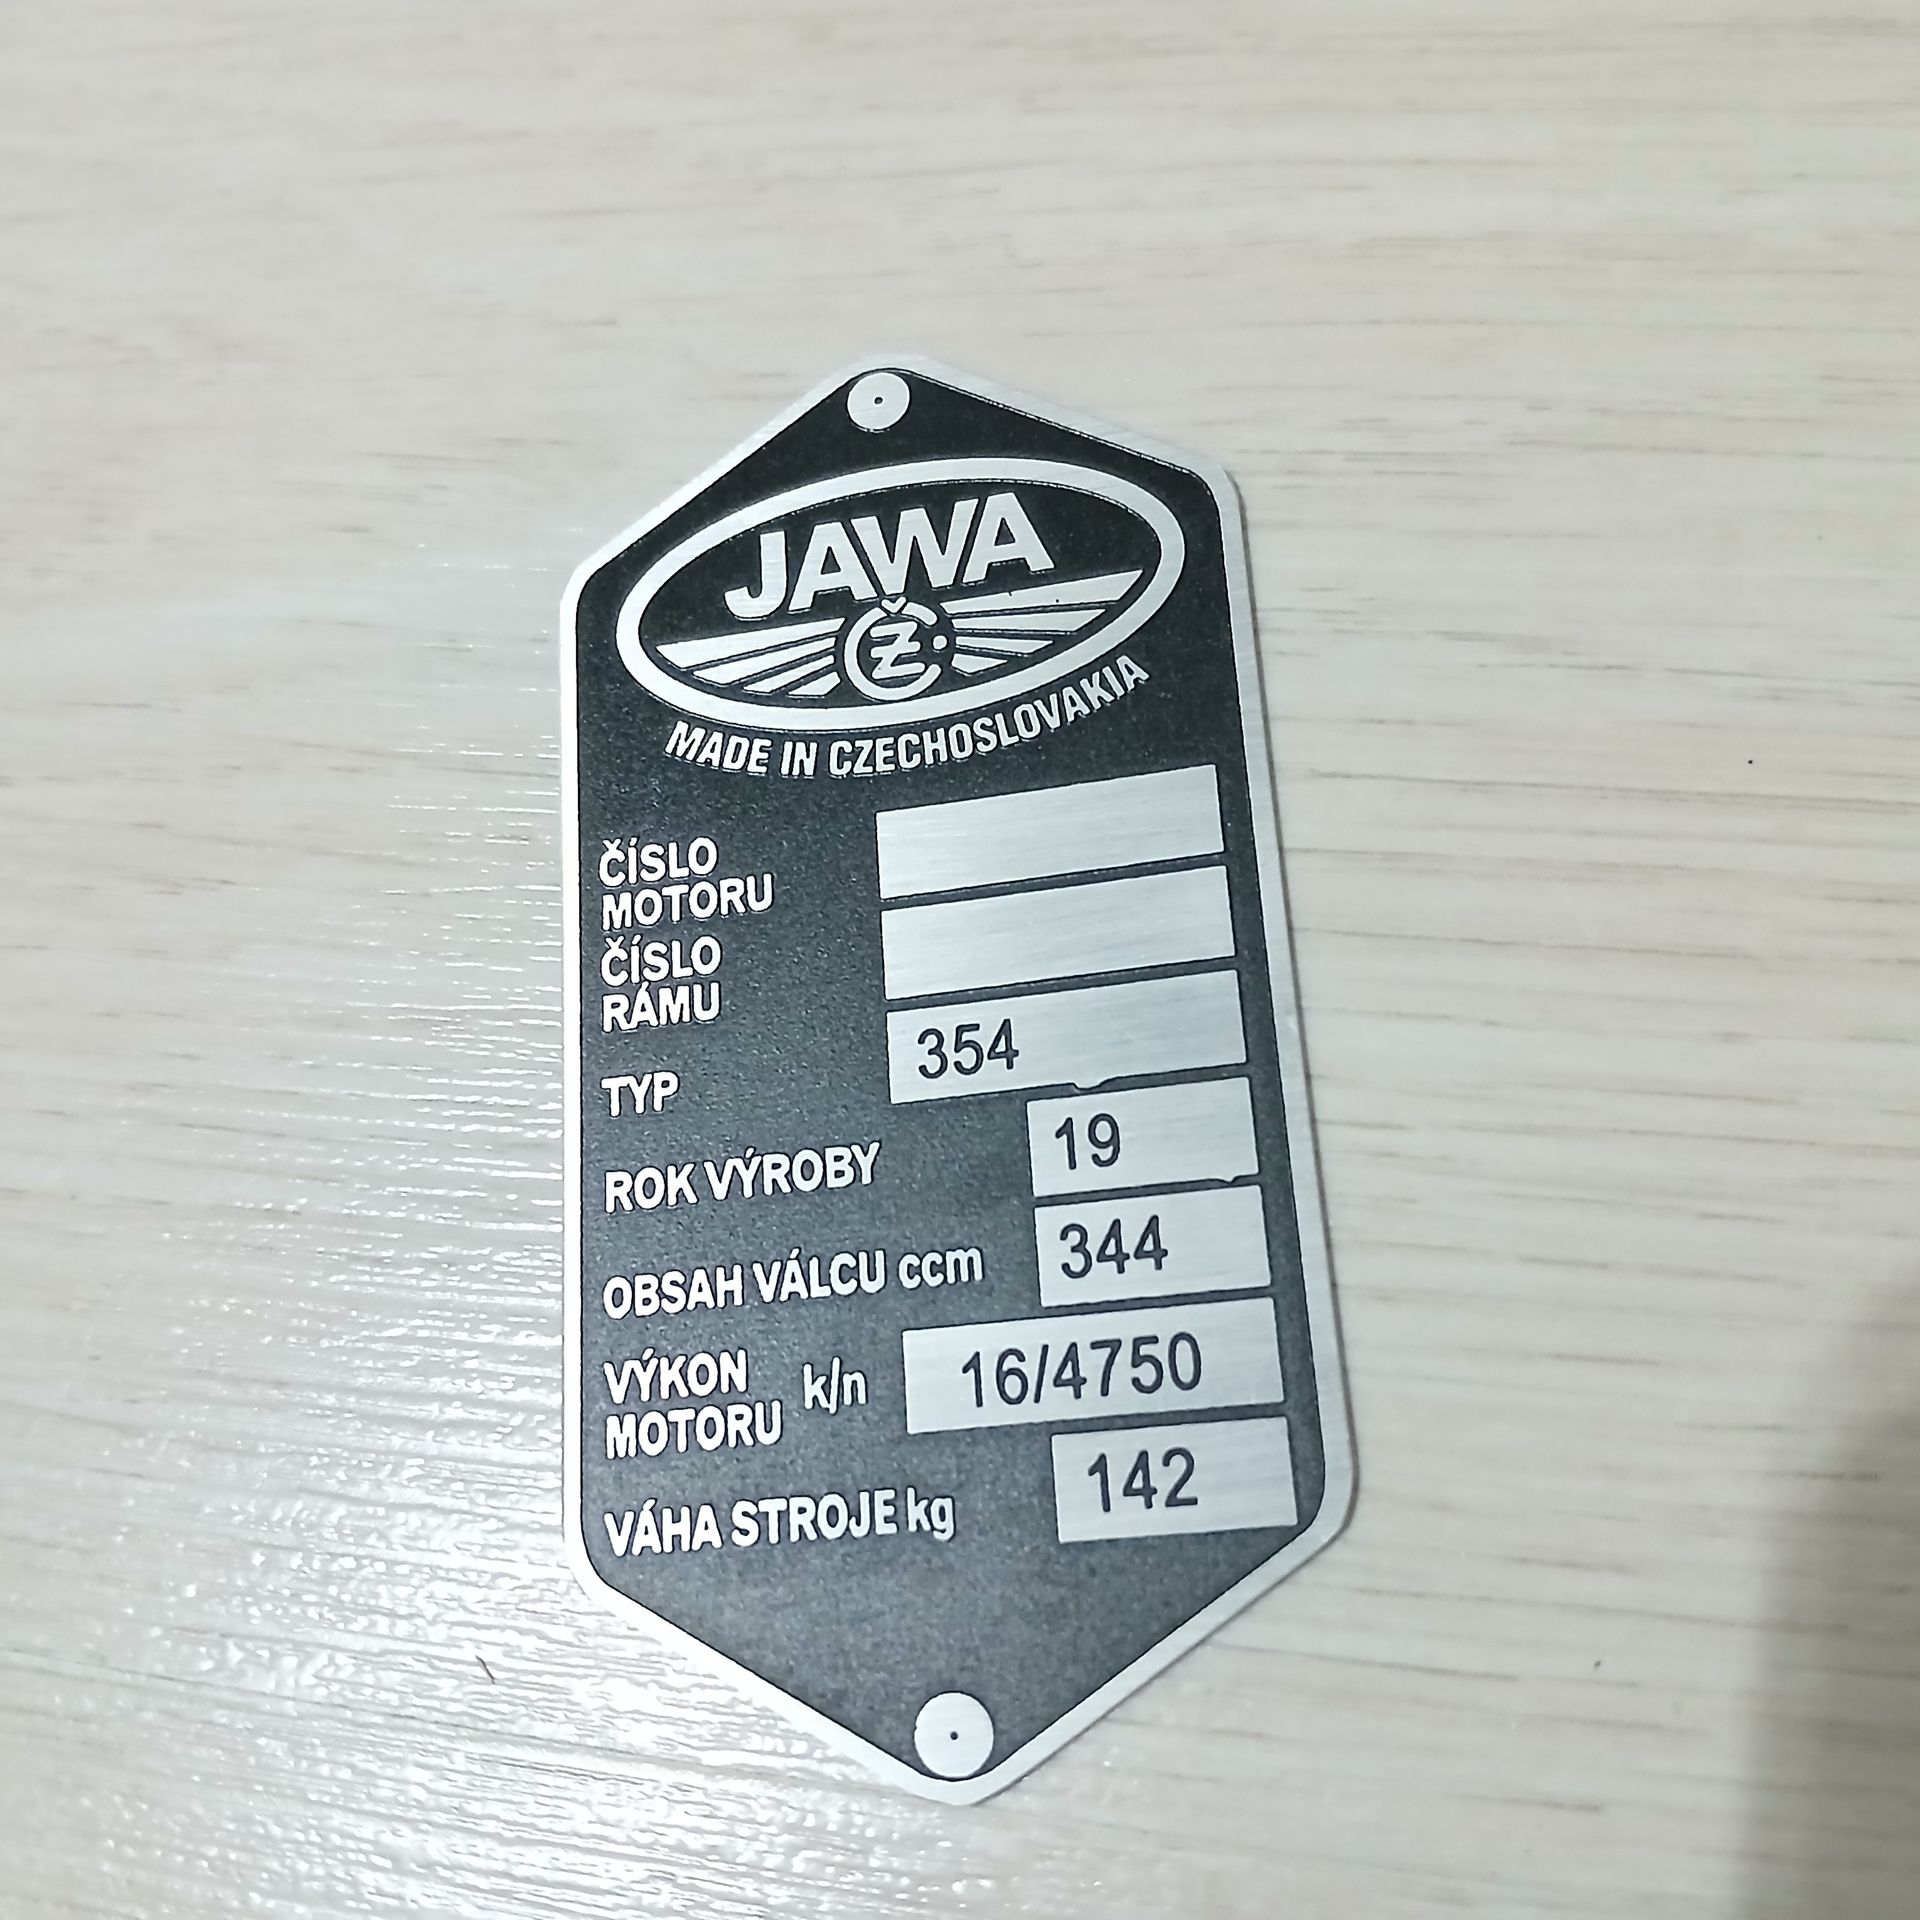 JAWA
ČZ
MADE IN CZECHOSLOVAKIA
ČÍSLO
MOTORU
ČÍSLO
RÁMU
TYP 354
ROK VÝROBY 19
OBSAH VÁLCU ccm 344
VÝKON
MOTORU k/n 16/4750
VÁHA STROJE kg 142